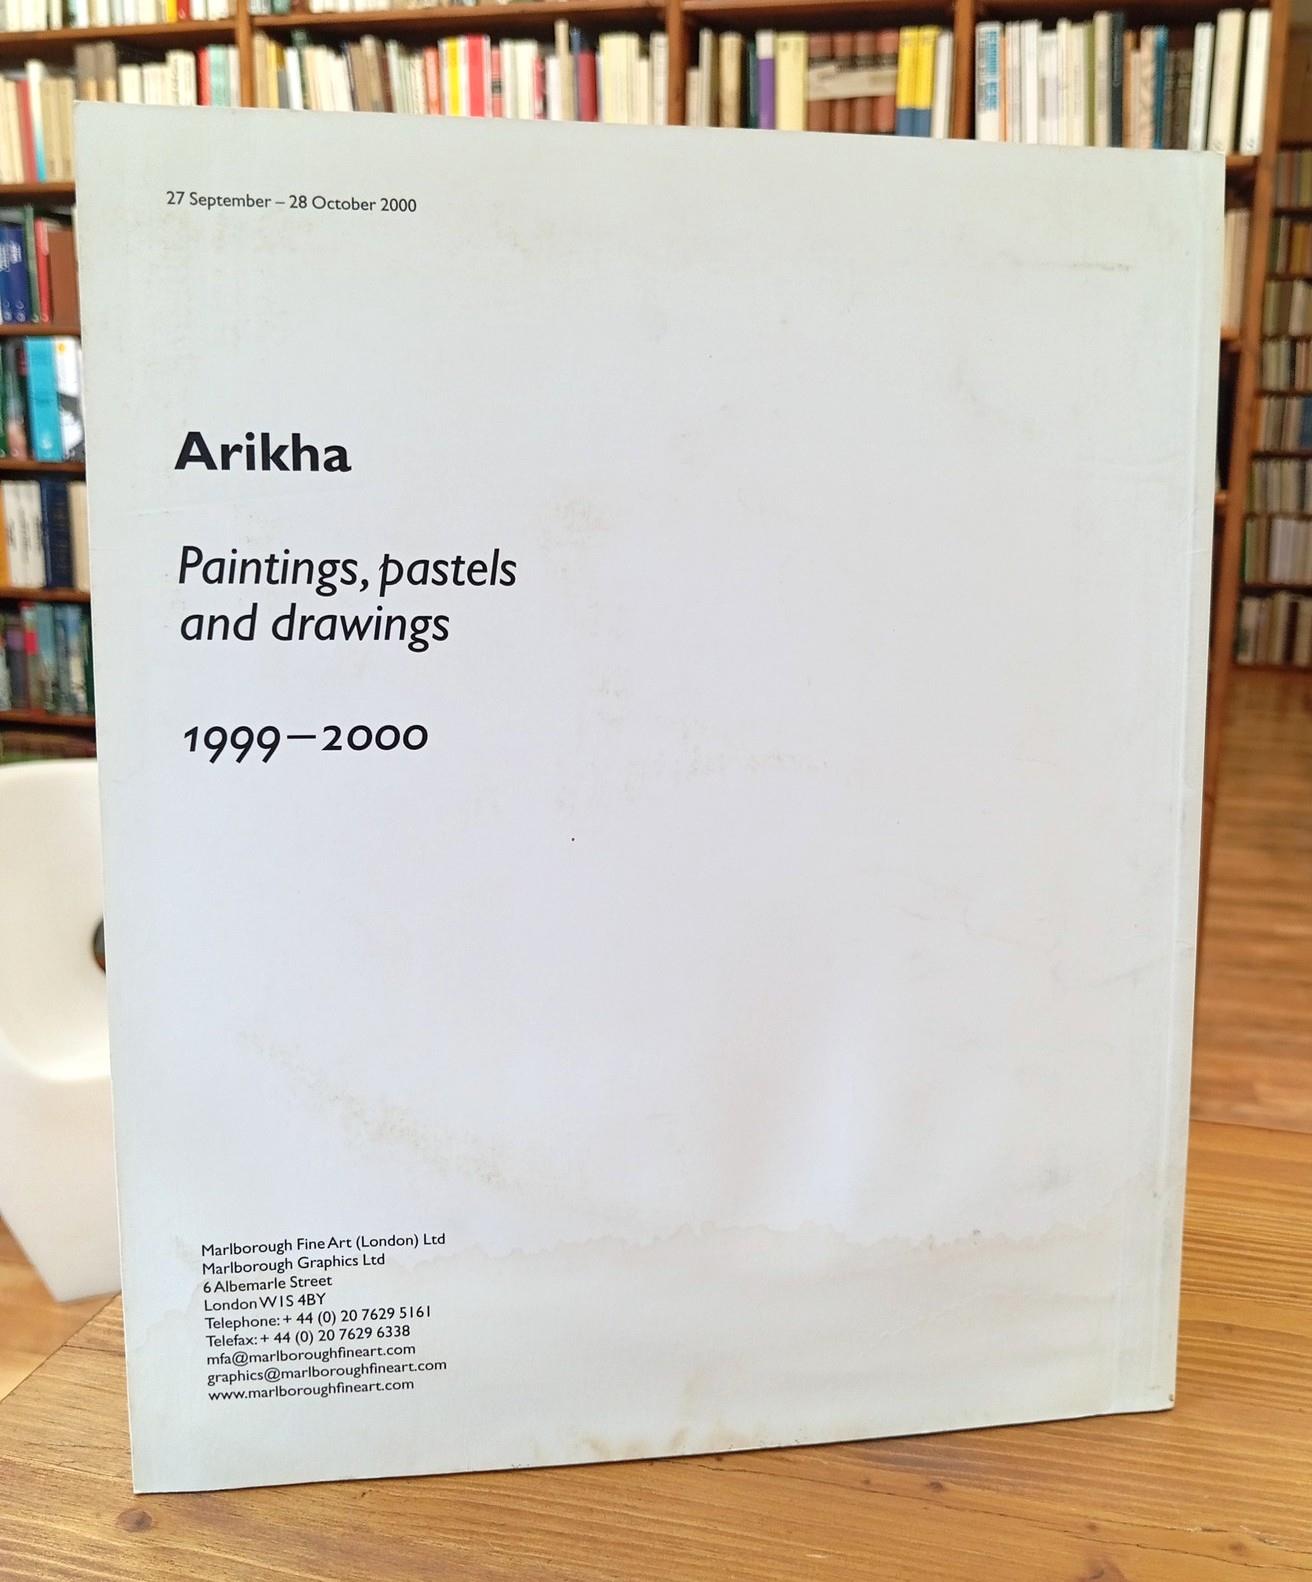 27 September – 28 October 2000
Arikha
Paintings, pastels
and drawings
1999–2000
Marlborough Fine Art (London) Ltd
Marlborough Graphics Ltd
6 Albemarle Street
London W1S 4BY
Telephone: + 44 (0) 20 7629 5161
Telefax: + 44 (0) 20 7629 6338
mfa@marlboroughfineart.com
graphics@marlboroughfineart.com
www.marlboroughfineart.com